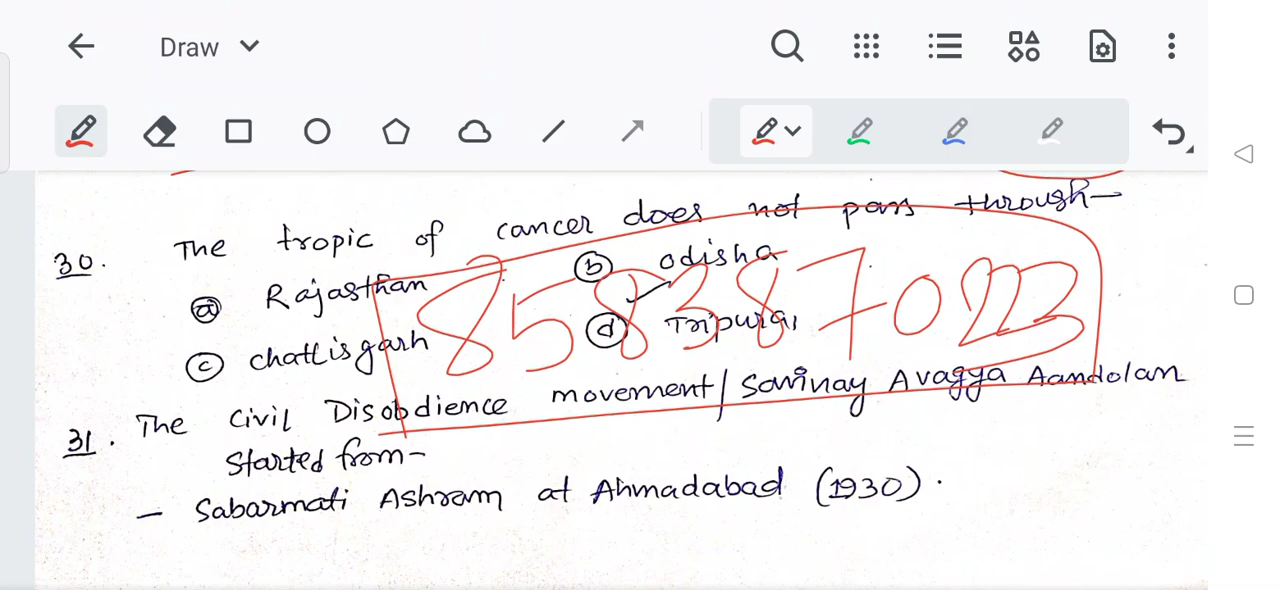 Draw
30. The tropic of cancer does not pass through-
(a) Rajasthan (b) odisha
(c) chattisgarh (d) Tripura,
8583870223
31. The Civil Disobdience movement/Savinay Avagya Aandolan
Started from-
- Sabarmati Ashram at Ahmadabad (1930).